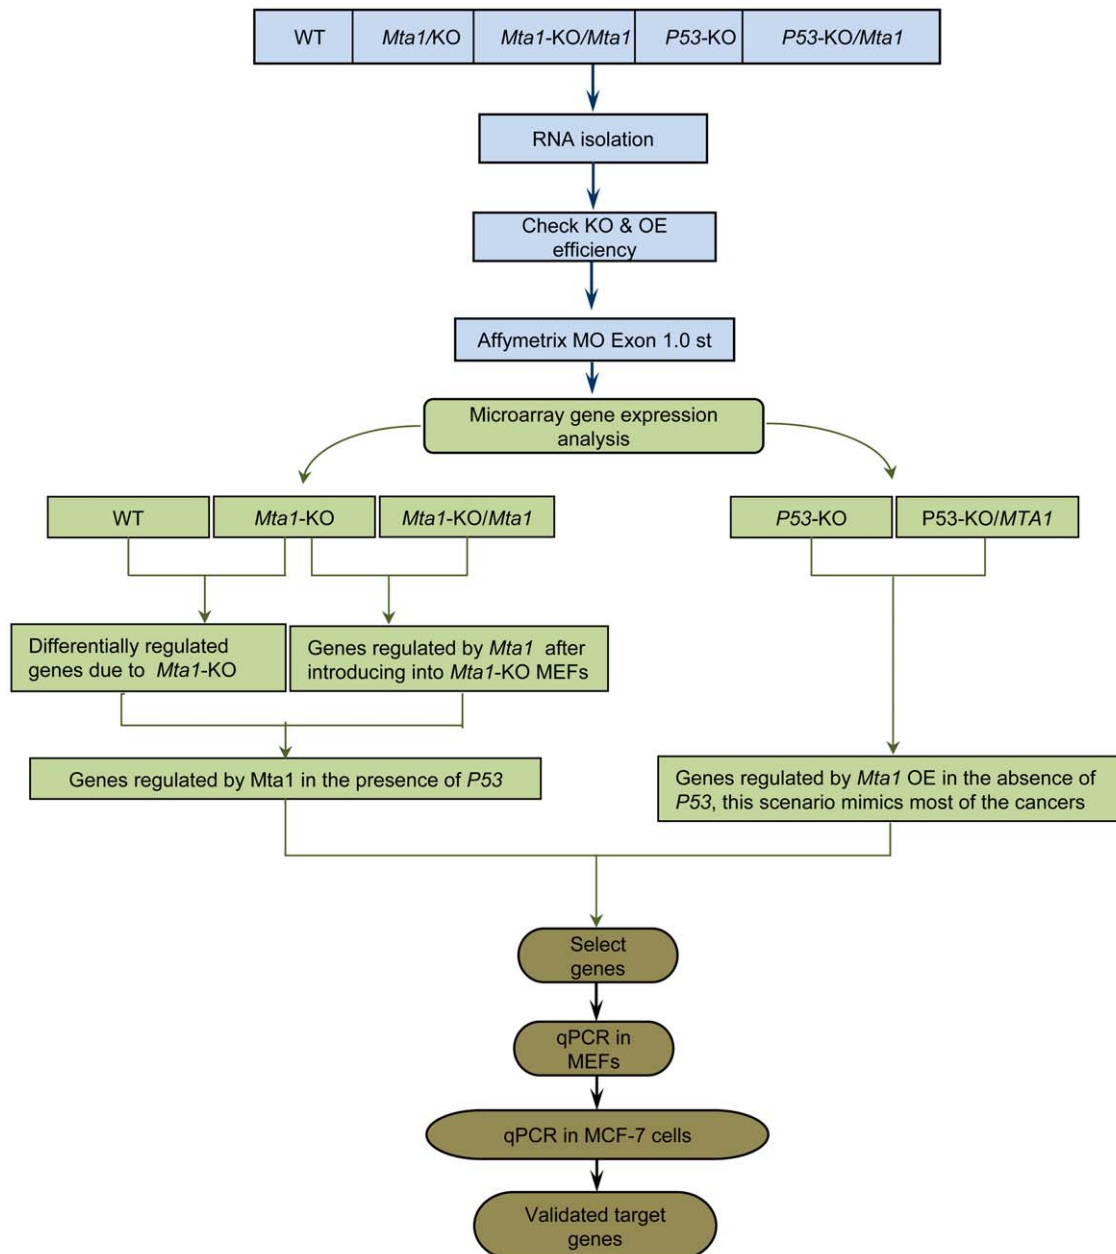 WT Mta1/KO Mta1-KO/Mta1 P53-KO P53-KO/Mta1
RNA isolation
Check KO & OE
efficiency
Affymetrix MO Exon 1.0 st
Microarray gene expression
analysis
WT Mta1-KO Mta1-KO/Mta1 P53-KO P53-KO/MTA1
Differentially regulated
genes due to Mta1-KO
Genes regulated by Mta1 after
introducing into Mta1-KO MEFs
Genes regulated by Mta1 in the presence of P53
Genes regulated by Mta1 OE in the absence of
P53, this scenario mimics most of the cancers
Select
genes
qPCR in
MEFs
qPCR in MCF-7 cells
Validated target
genes